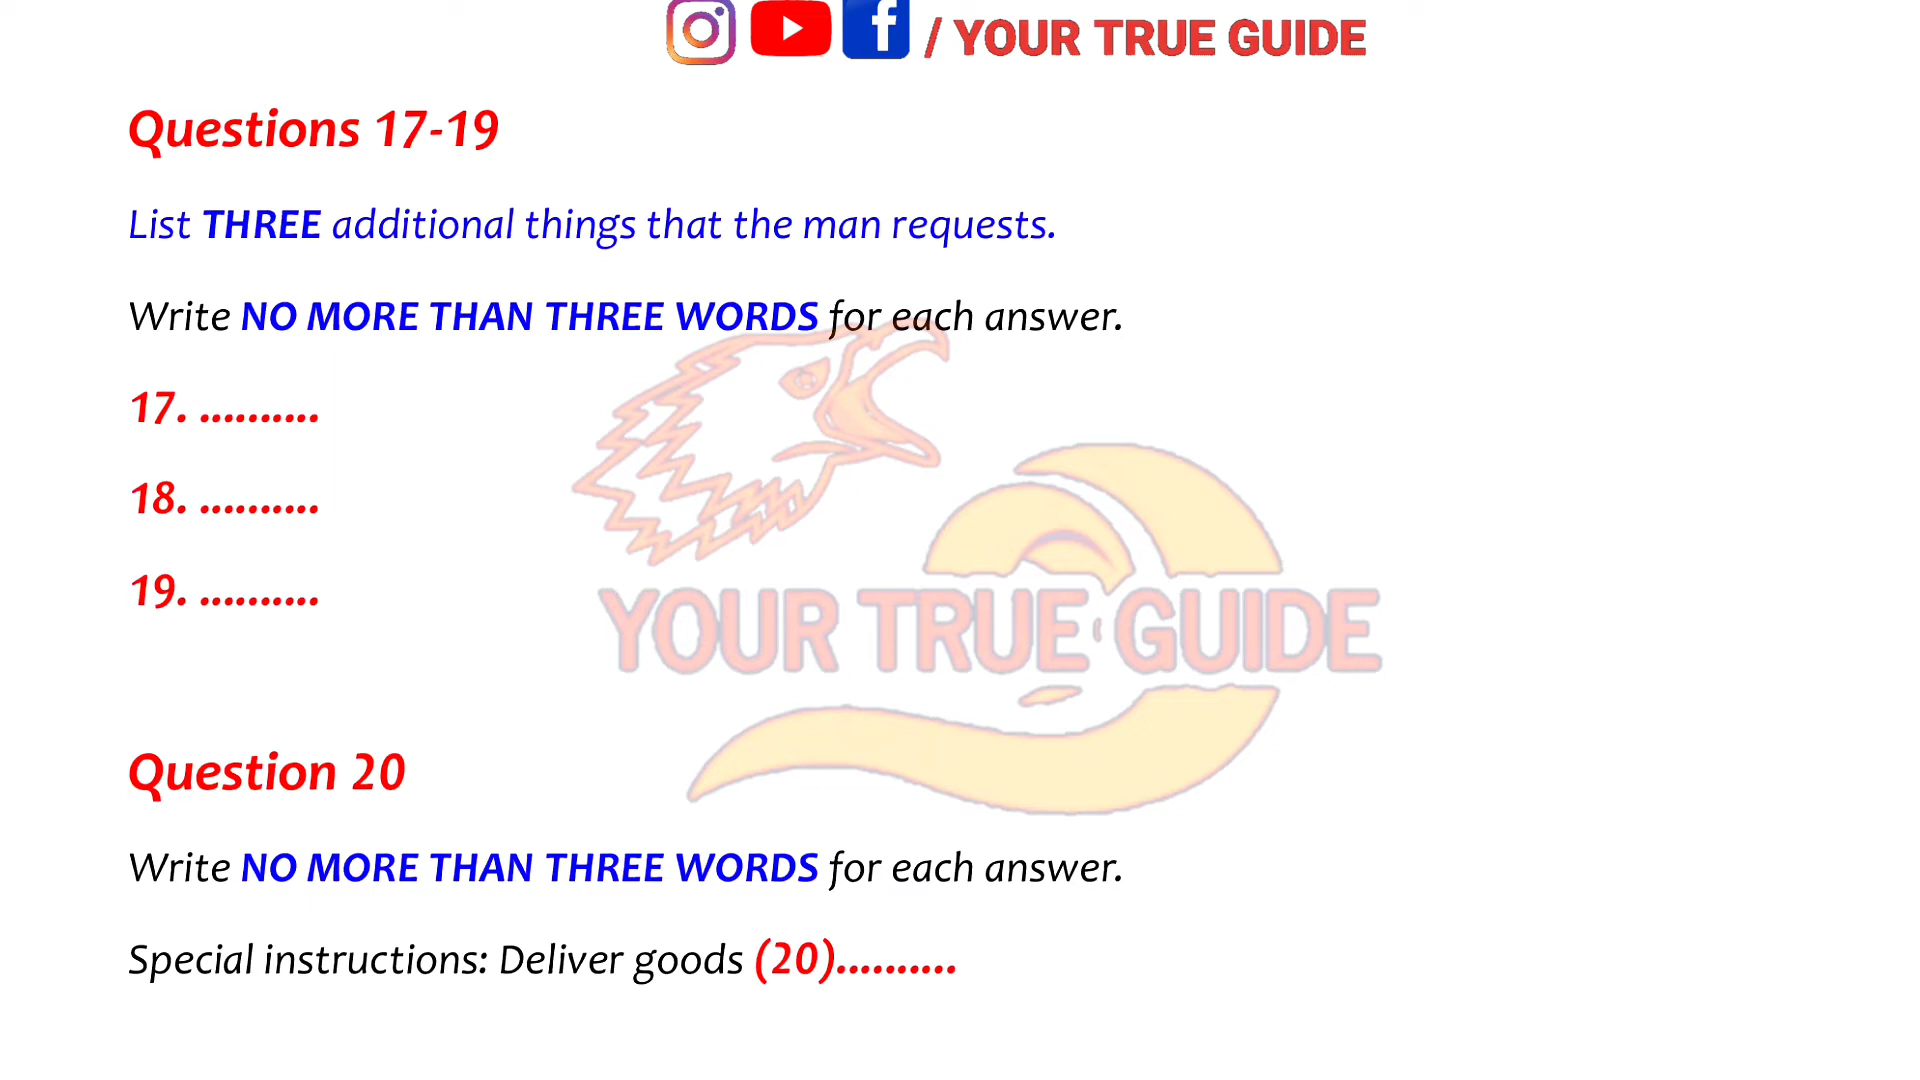 / YOUR TRUE GUIDE
Questions 17-19
List THREE additional things that the man requests.
Write NO MORE THAN THREE WORDS for each answer.
17. ..........
18. ..........
19. ..........
YOUR TRUE GUIDE
Question 20
Write NO MORE THAN THREE WORDS for each answer.
Special instructions: Deliver goods (20)..........